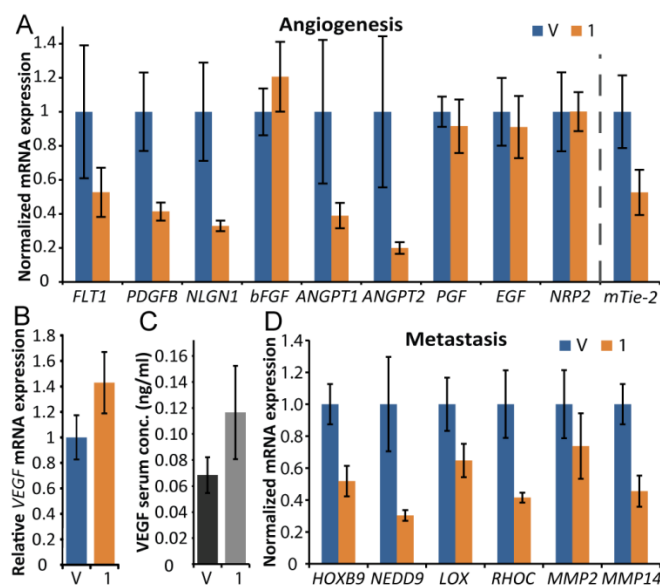 A
Angiogenesis
V 1
Normalized mRNA expression
1.4
1.2
1
0.8
0.6
0.4
0.2
0
FLT1 PDGFB NLGN1 bFGF ANGPT1 ANGPT2 PGF EGF NRP2 mTie-2
B
Relative VEGF mRNA expression
1.8
1.6
1.4
1.2
1
0.8
0.6
0.4
0.2
0
V 1
C
VEGF serum conc. (ng/ml)
0.16
0.14
0.12
0.10
0.08
0.06
0.04
0.02
0
V 1
D
Metastasis
V 1
Normalized mRNA expression
1.4
1.2
1.0
0.8
0.6
0.4
0.2
0
HOXB9 NEDD9 LOX RHOC MMP2 MMP14